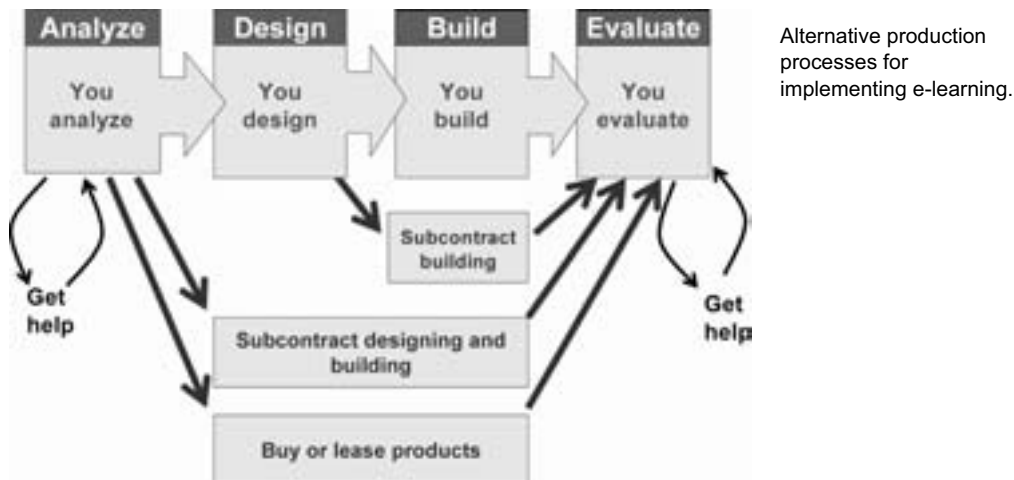 Analyze
Design
Build
Evaluate
You
analyze
You
design
You
build
You
evaluate
Alternative production
processes for
implementing e-learning.
Subcontract
building
Get
help
Get
help
Subcontract designing and
building
Buy or lease products